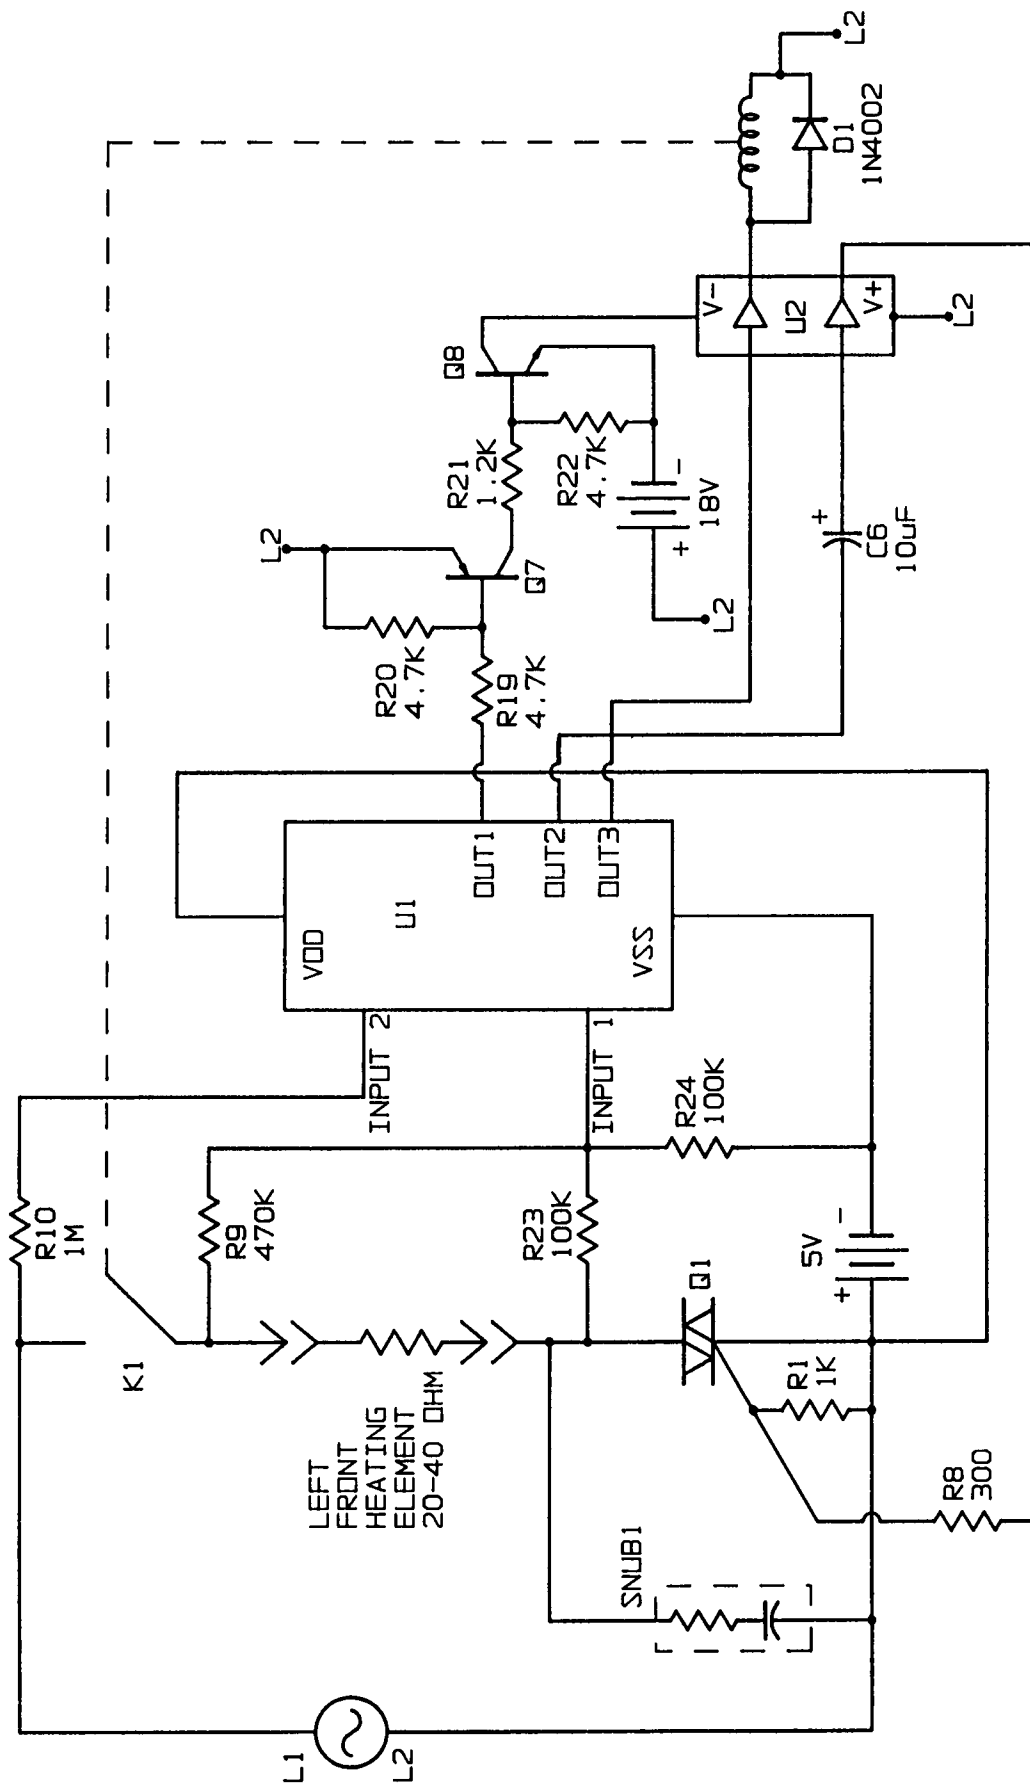 L1
L2
SNUB1
LEFT
FRONT
HEATING
ELEMENT
20-40 OHM
K1
R10
1M
R9
470K
R23
100K
R24
100K
Q1
R1
1K
R8
300
5V
+
-
INPUT 2
INPUT 1
VDD
U1
VSS
OUT1
OUT2
OUT3
R20
4.7K
R19
4.7K
L2
Q7
R21
1.2K
R22
4.7K
Q8
+
-
18V
L2
C6
10uF
+
V-
U2
V+
L2
D1
1N4002
L2